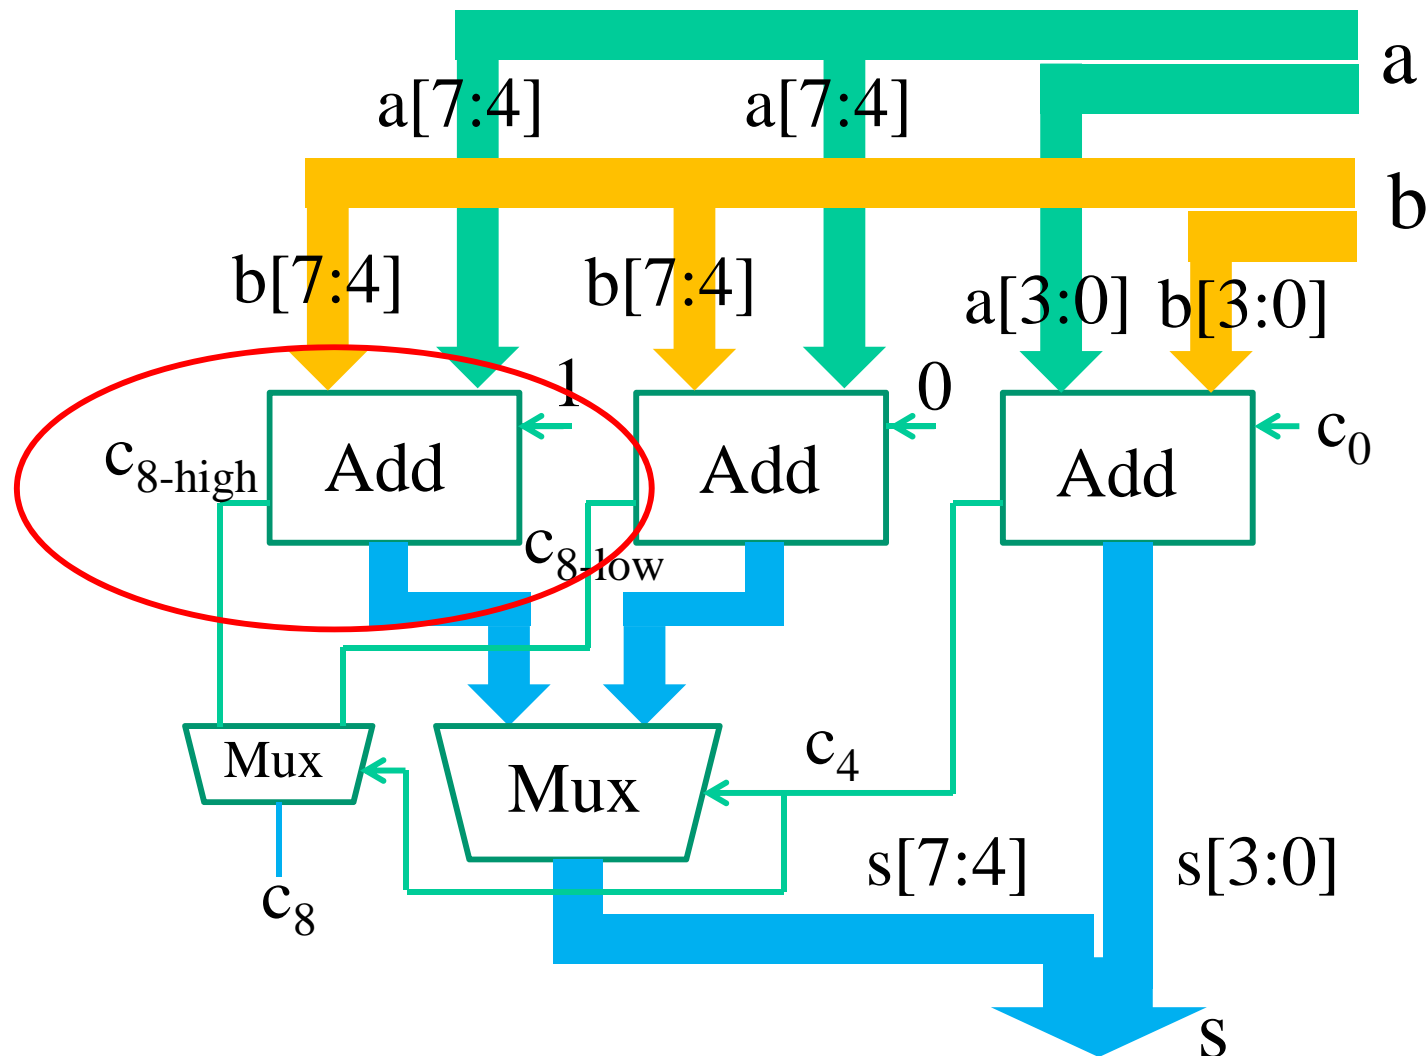 a
a[7:4] a[7:4]
b
b[7:4] b[7:4] a[3:0] b[3:0]
1 0
c8-high Add Add Add c0
c8-low
Mux Mux c4
s[7:4] s[3:0]
c8
s